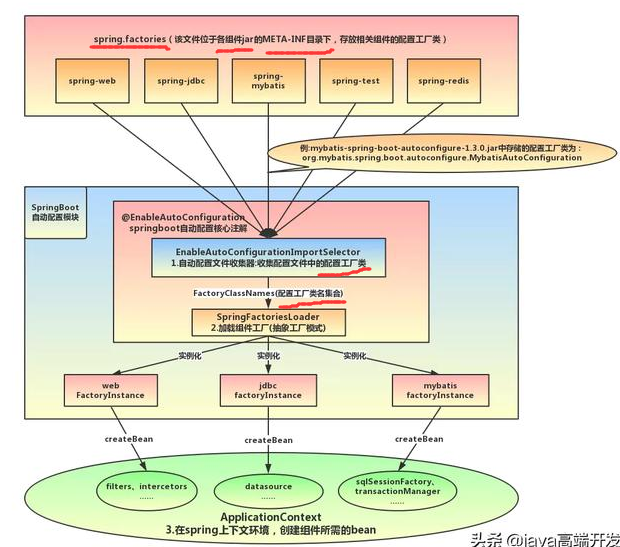 spring.factories（该文件位于各组件jar的META-INF目录下，存放相关组件的配置工厂类）
spring-web
spring-jdbc
spring-
mybatis
spring-test
spring-redis
例:mybatis-spring-boot-autoconfigure-1.3.0.jar中存储的配置工厂类为：
org.mybatis.spring.boot.autoconfigure.MybatisAutoConfiguration
SpringBoot
自动配置模块
@EnableAutoConfiguration
springboot自动配置核心注解
EnableAutoConfigurationImportSelector
1.自动配置文件收集器:收集配置文件中的配置工厂类
FactoryClassNames(配置工厂类名集合)
SpringFactoriesLoader
2.加载组件工厂(抽象工厂模式)
实例化
实例化
实例化
web
FactoryInstance
jdbc
factoryInstance
mybatis
factoryInstance
createBean
createBean
createBean
filters、intercetors
......
datasource
......
sqlSessionFactory、
transactionManager
......
ApplicationContext
3.在spring上下文环境，创建组件所需的bean
头条 @java高端开发